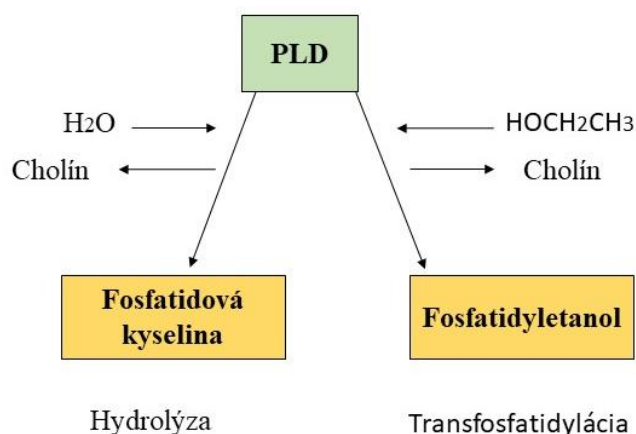 PLD
H2O
HOCH2CH3
Cholín
Cholín
Fosfatidová
kyselina
Fosfatidyletanol
Hydrolýza
Transfosfatidylácia